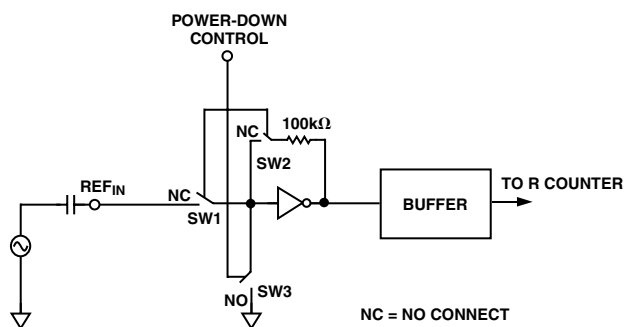 POWER-DOWN
CONTROL
NC
100kΩ
SW2
REFIN
NC
SW1
BUFFER
TO R COUNTER
NO
SW3
NC = NO CONNECT